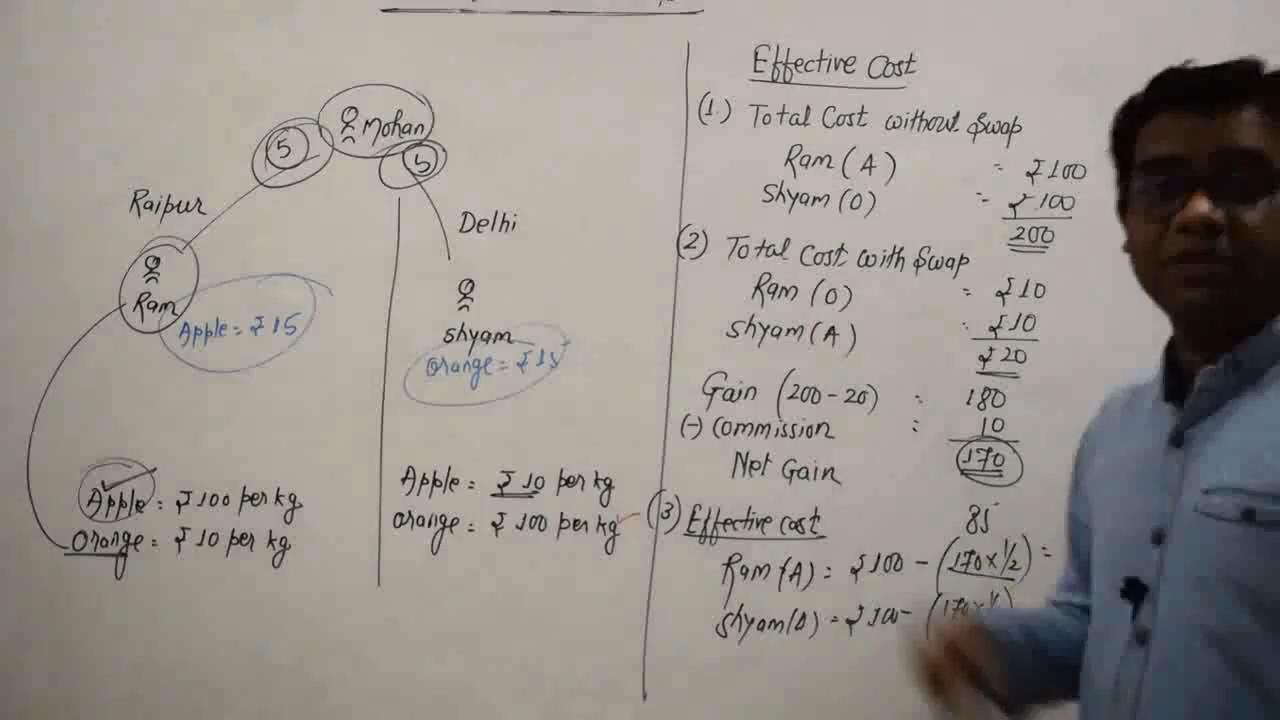 5
Mohan
5
Raipur
Delhi
Ram
Apple = ₹ 15
Shyam
Orange = ₹ 15
Apple = ₹ 100 per kg
Orange = ₹ 10 per kg
Apple = ₹ 10 per kg
Orange = ₹ 100 per kg
Effective Cost
(1.) Total Cost without Swap
Ram (A) = ₹ 100
Shyam (O) = ₹ 100
200
(2) Total Cost with Swap
Ram (O) = ₹ 10
Shyam (A) = ₹ 10
₹ 20
Gain (200 - 20) : 180
(-) Commission : 10
Net Gain 170
(3) Effective cost 85
Ram (A) = ₹ 100 - (170 x 1/2) =
Shyam = ₹ 100 - (170 x